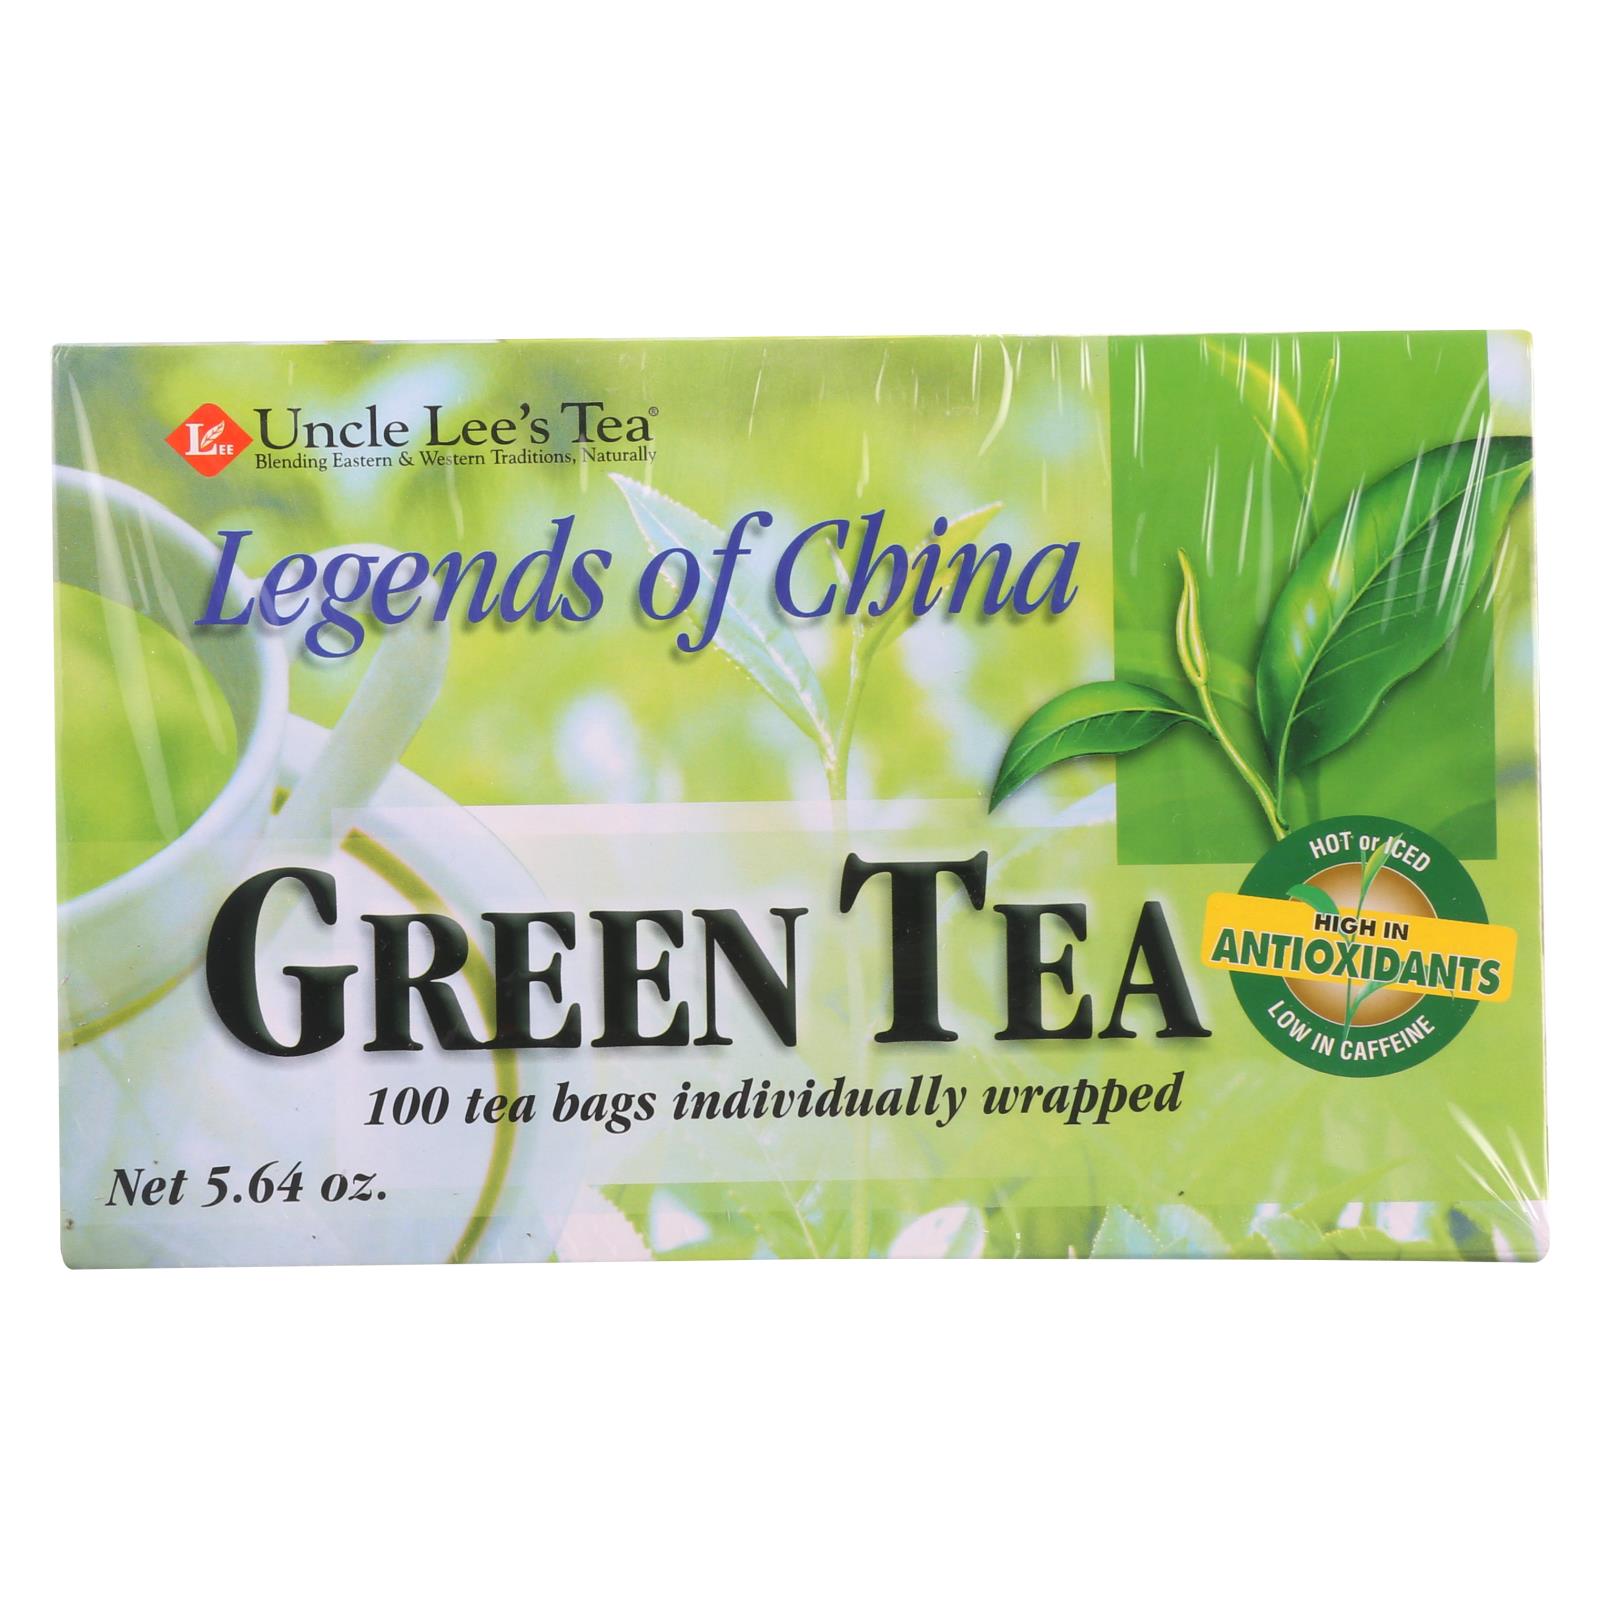 LEE
Uncle Lee's Tea®
Blending Eastern & Western Traditions, Naturally
Legends of China
GREEN TEA
100 tea bags individually wrapped
Net 5.64 oz.
HOT or ICED
HIGH IN
ANTIOXIDANTS
LOW IN CAFFEINE